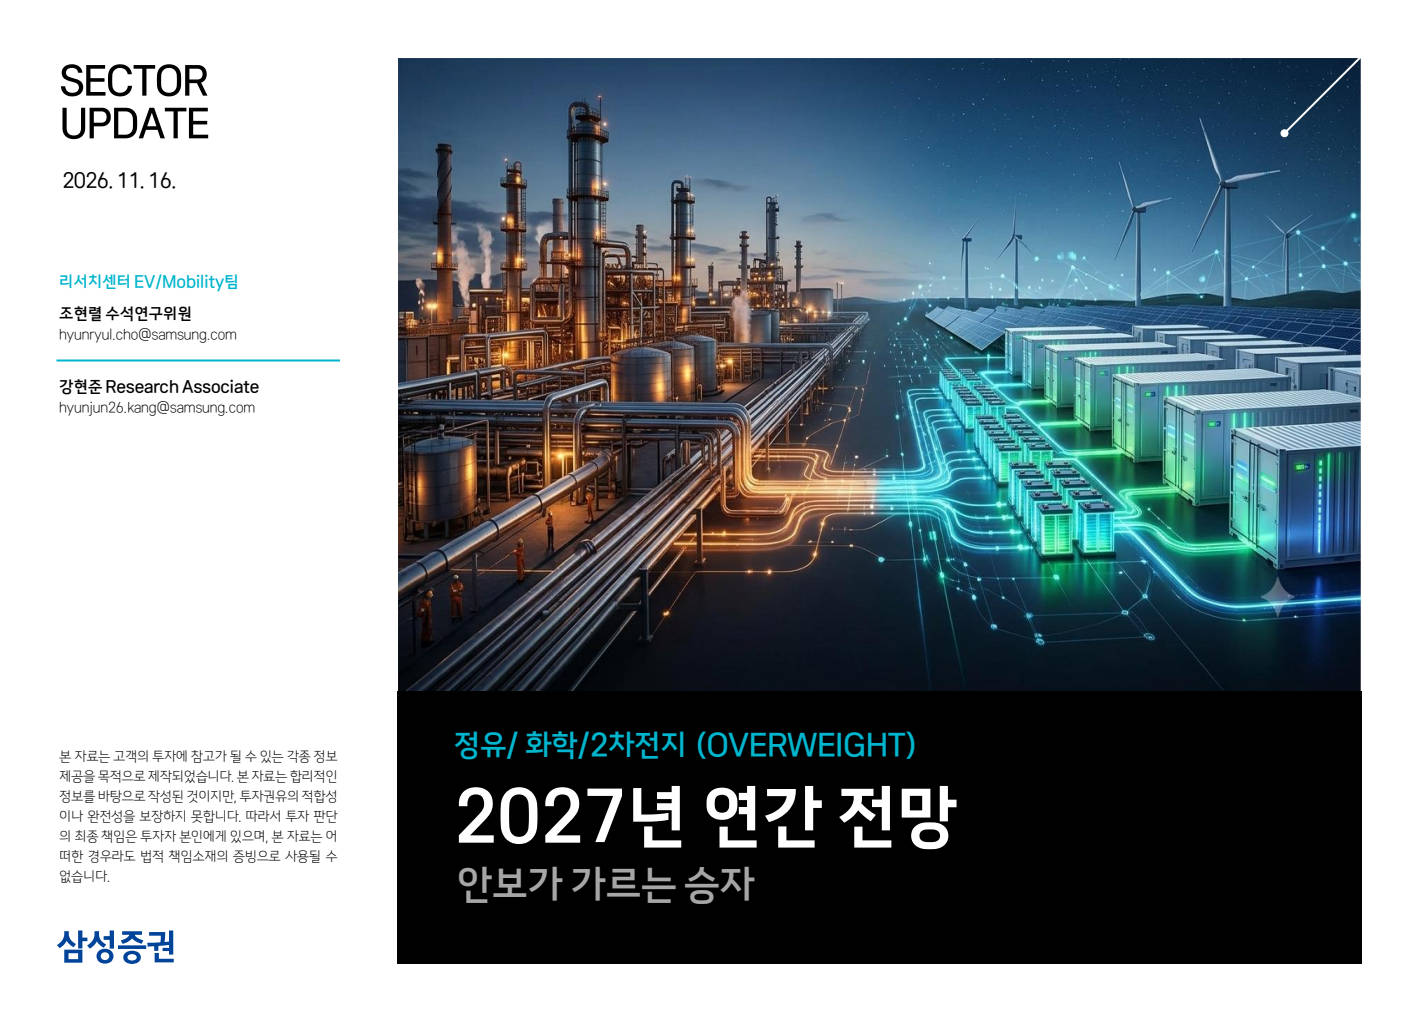 SECTOR
UPDATE
2026. 11. 16.
리서치센터 EV/Mobility팀
조현렬 수석연구위원
hyunryul.cho@samsung.com
강현준 Research Associate
hyunjun26.kang@samsung.com
본 자료는 고객의 투자에 참고가 될 수 있는 각종 정보
제공을 목적으로 제작되었습니다. 본 자료는 합리적인
정보를 바탕으로 작성된 것이지만, 투자권유의 적합성
이나 완전성을 보장하지 못합니다. 따라서 투자 판단
의 최종 책임은 투자자 본인에게 있으며, 본 자료는 어
떠한 경우라도 법적 책임소재의 증빙으로 사용될 수
없습니다.
삼성증권
정유/ 화학/2차전지 (OVERWEIGHT)
2027년 연간 전망
안보가 가르는 승자